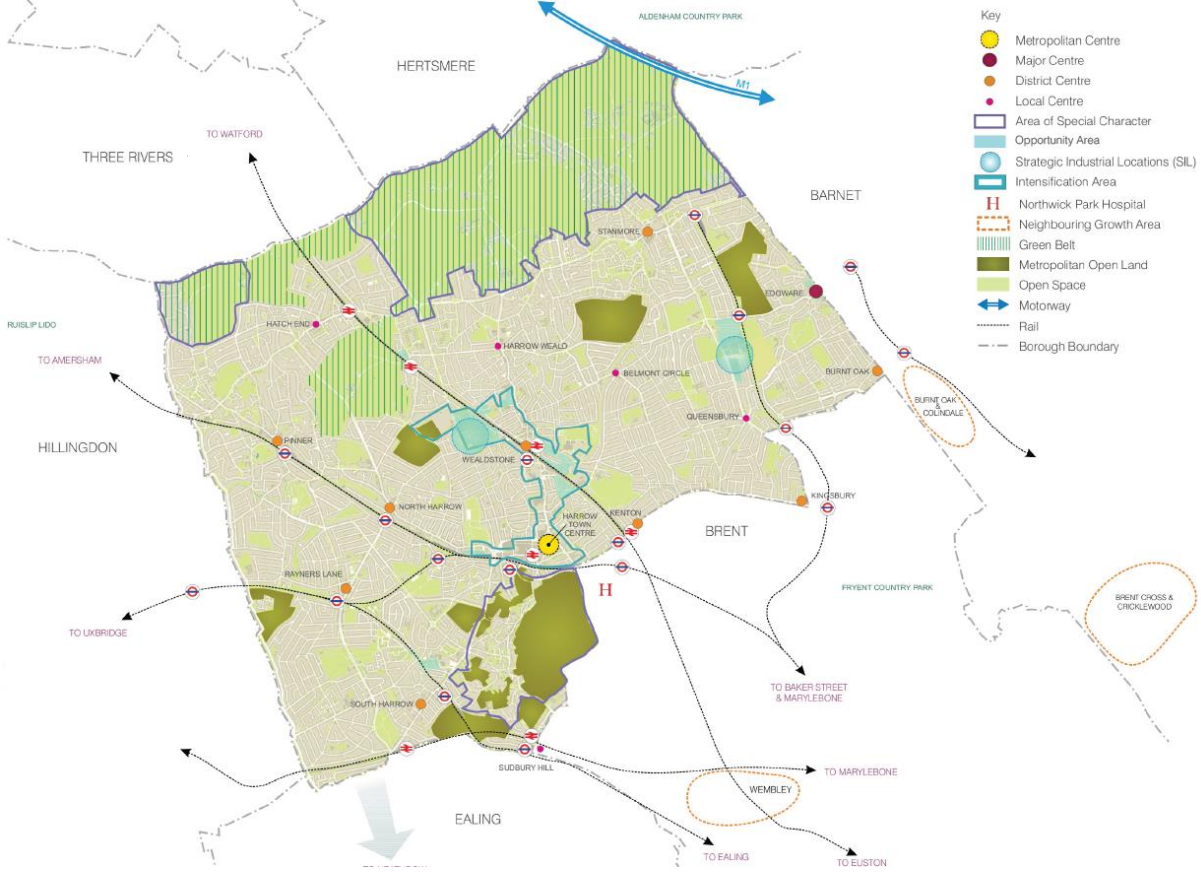 ALDENHAM COUNTRY PARK
HERTSMERE
M1
TO WATFORD
THREE RIVERS
BARNET
STANMORE
EDGWARE
RUISLIP LIDO
HATCH END
HARROW WEALD
TO AMERSHAM
BELMONT CIRCLE
BURNT OAK
BURNT OAK
&
COLINDALE
QUEENSBURY
HILLINGDON
PINNER
WEALDSTONE
KINGSBURY
NORTH HARROW
HARROW
TOWN
CENTRE
KENTON
BRENT
RAYNERS LANE
H
FRYENT COUNTRY PARK
BRENT CROSS &
CRICKLEWOOD
TO UXBRIDGE
TO BAKER STREET
& MARYLEBONE
SOUTH HARROW
SUDBURY HILL
TO MARYLEBONE
WEMBLEY
EALING
TO EALING
TO EUSTON
Key
Metropolitan Centre
Major Centre
District Centre
Local Centre
Area of Special Character
Opportunity Area
Strategic Industrial Locations (SIL)
Intensification Area
H Northwick Park Hospital
Neighbouring Growth Area
Green Belt
Metropolitan Open Land
Open Space
Motorway
Rail
Borough Boundary